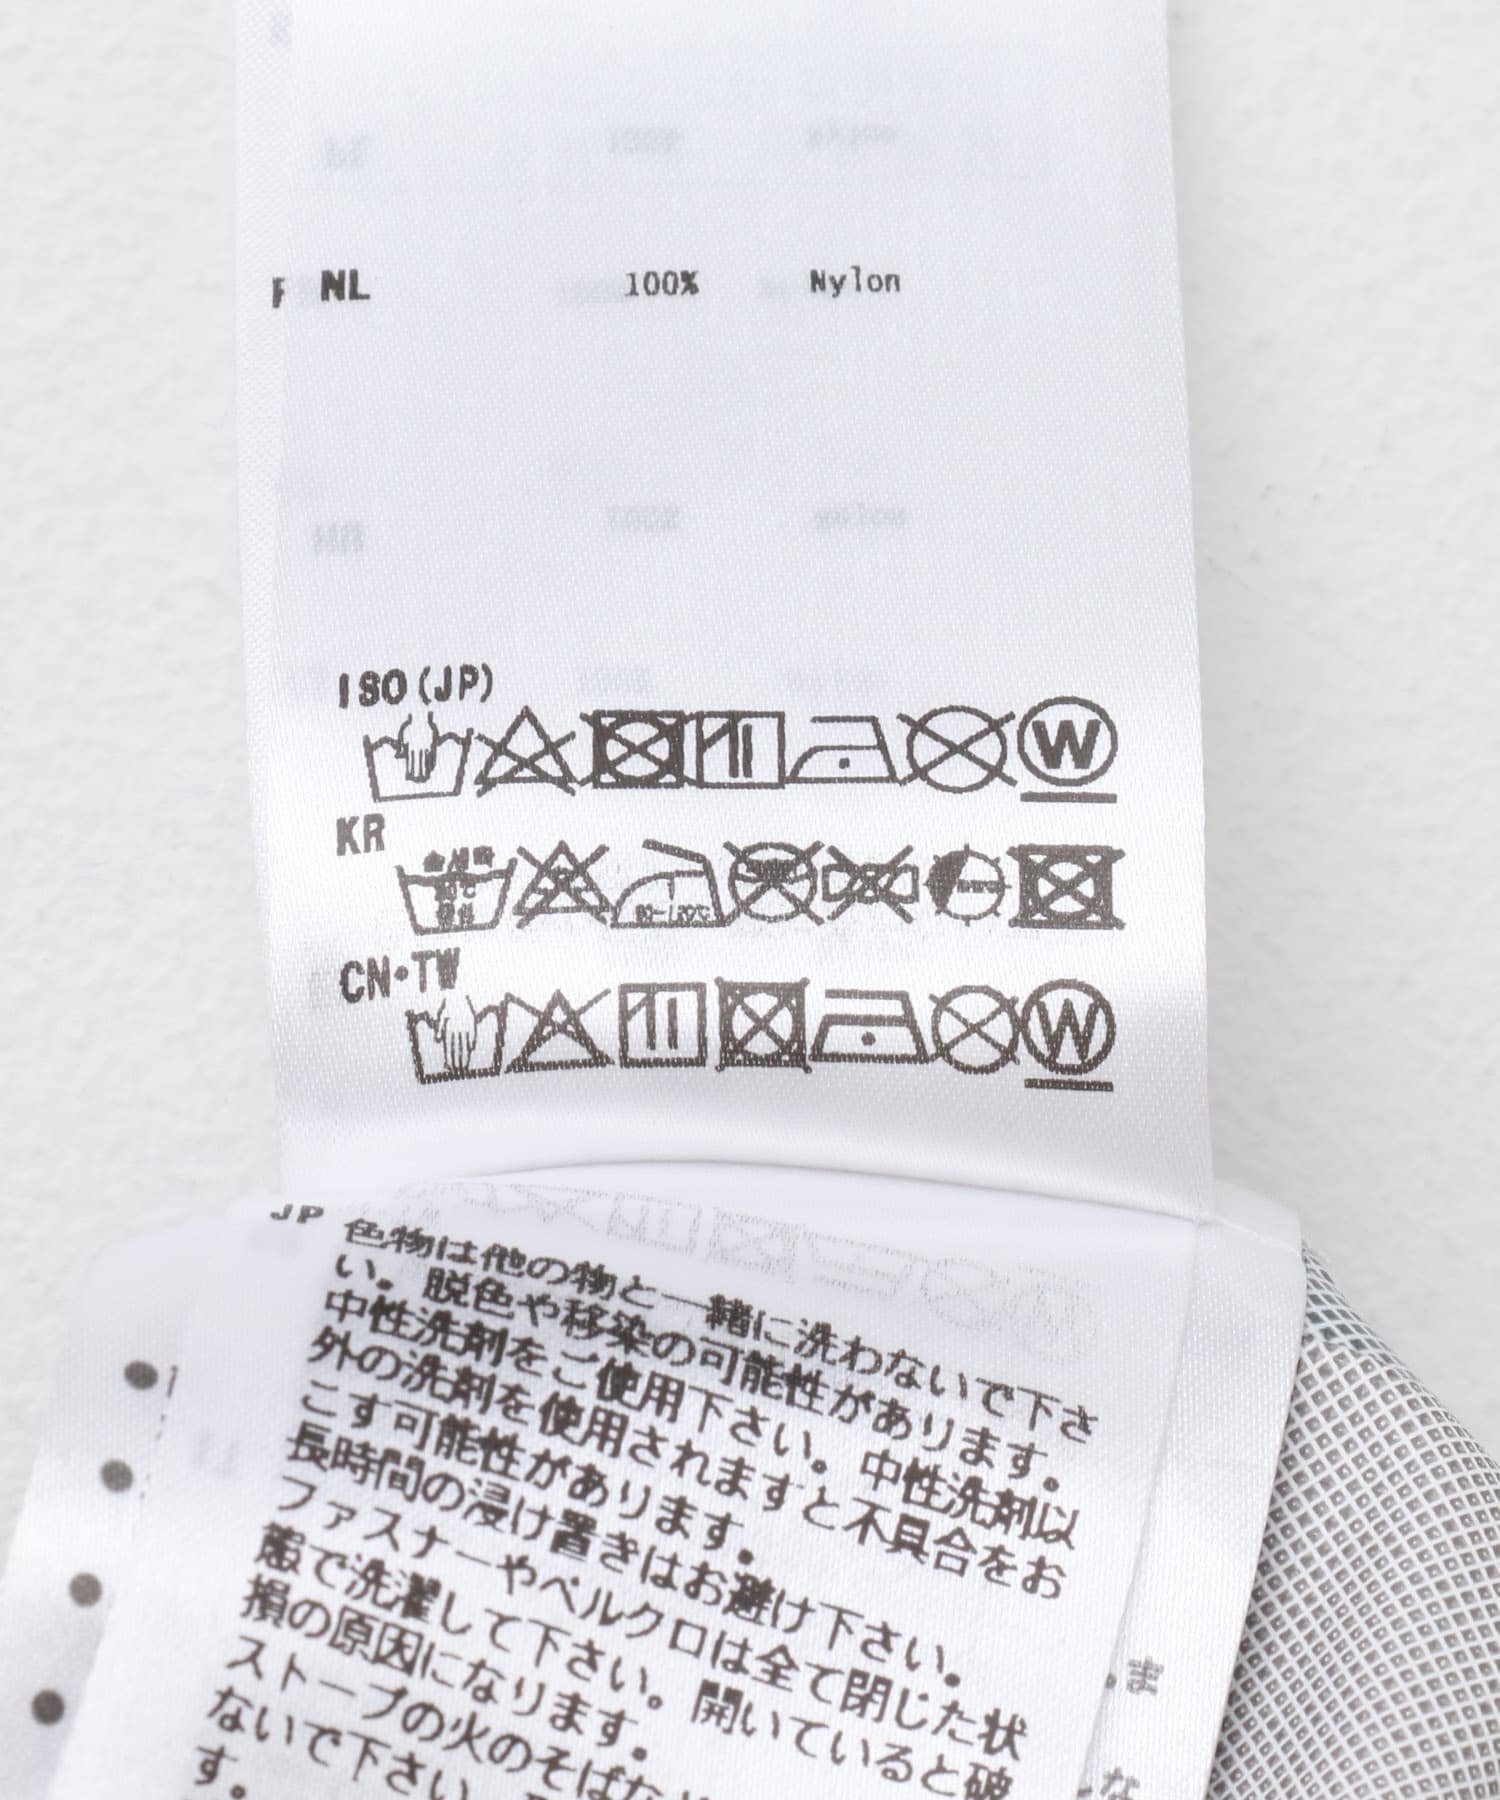 NL 100% Nylon
ISO(JP)
W
KR
CN・TW
W
JP 色物は他の物と一緒に洗わないで下さ
い。脱色や移染の可能性があります。
中性洗剤をご使用下さい。中性洗剤以
外の洗剤を使用されますと不具合をお
こす可能性があります。
長時間の浸け置きはお避け下さい。
ファスナーやベルクロは全て閉じた状
態で洗濯して下さい。開いていると破
損の原因になります。
ストーブの火のそばな
ないで下さい。
す。